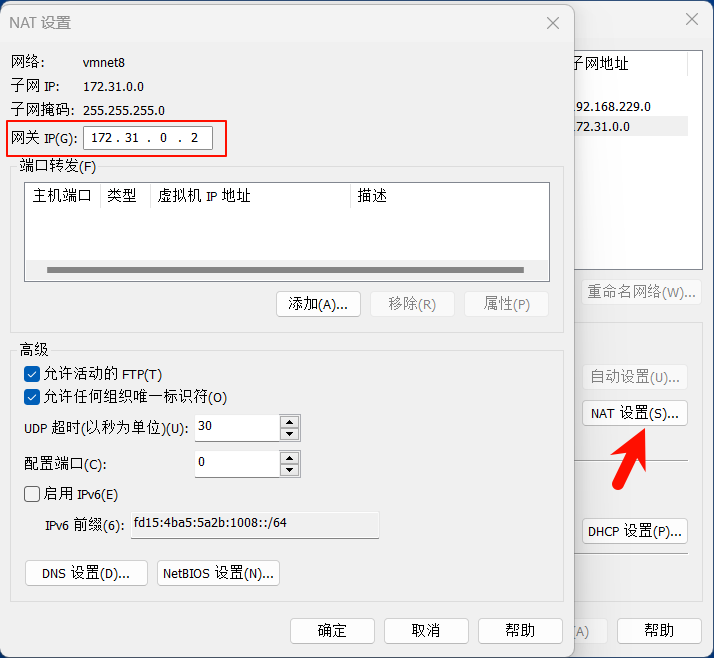 NAT 设置
网络: vmnet8
子网 IP: 172.31.0.0
子网掩码: 255.255.255.0
网关 IP(G): 172 . 31 . 0 . 2
端口转发(F)
主机端口 类型 虚拟机 IP 地址 描述
添加(A)... 移除(R) 属性(P)
高级
允许活动的 FTP(T)
允许任何组织唯一标识符(O)
UDP 超时(以秒为单位)(U): 30
配置端口(C): 0
启用 IPv6(E)
IPv6 前缀(6): fd15:4ba5:5a2b:1008::/64
DNS 设置(D)... NetBIOS 设置(N)...
确定 取消 帮助
子网地址
92.168.229.0
172.31.0.0
重命名网络(W)...
自动设置(U)...
NAT 设置(S)...
DHCP 设置(P)...
(A) 帮助